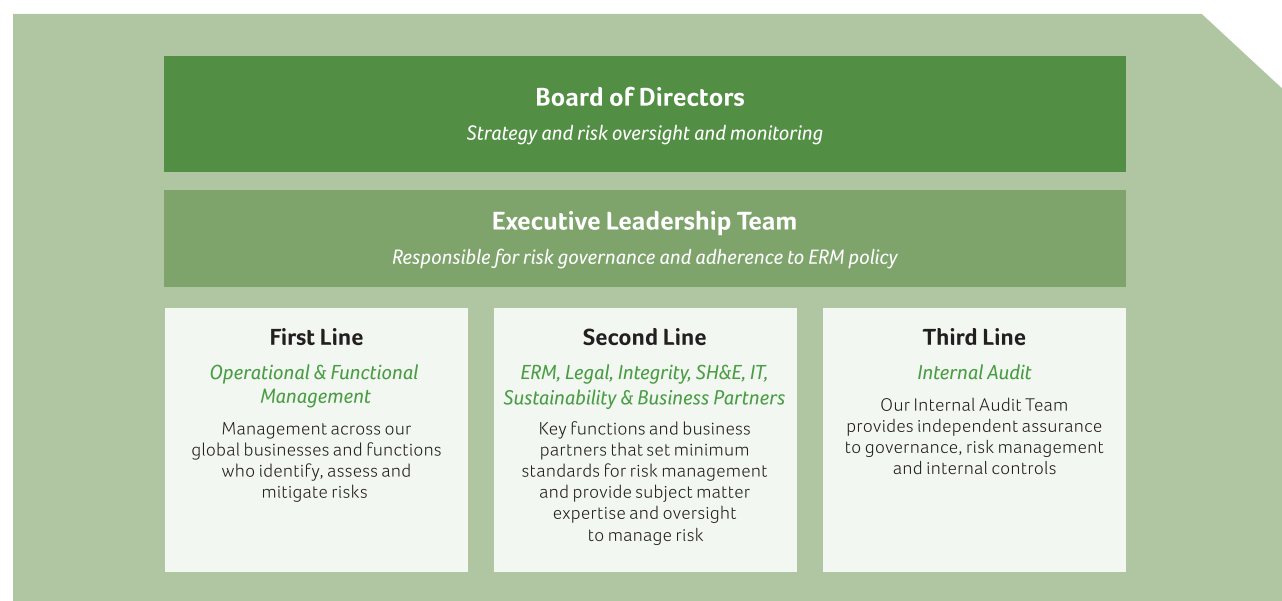 Board of Directors
Strategy and risk oversight and monitoring
Executive Leadership Team
Responsible for risk governance and adherence to ERM policy
First Line
Operational & Functional
Management
Management across our
global businesses and functions
who identify, assess and
mitigate risks
Second Line
ERM, Legal, Integrity, SH&E, IT,
Sustainability & Business Partners
Key functions and business
partners that set minimum
standards for risk management
and provide subject matter
expertise and oversight
to manage risk
Third Line
Internal Audit
Our Internal Audit Team
provides independent assurance
to governance, risk management
and internal controls